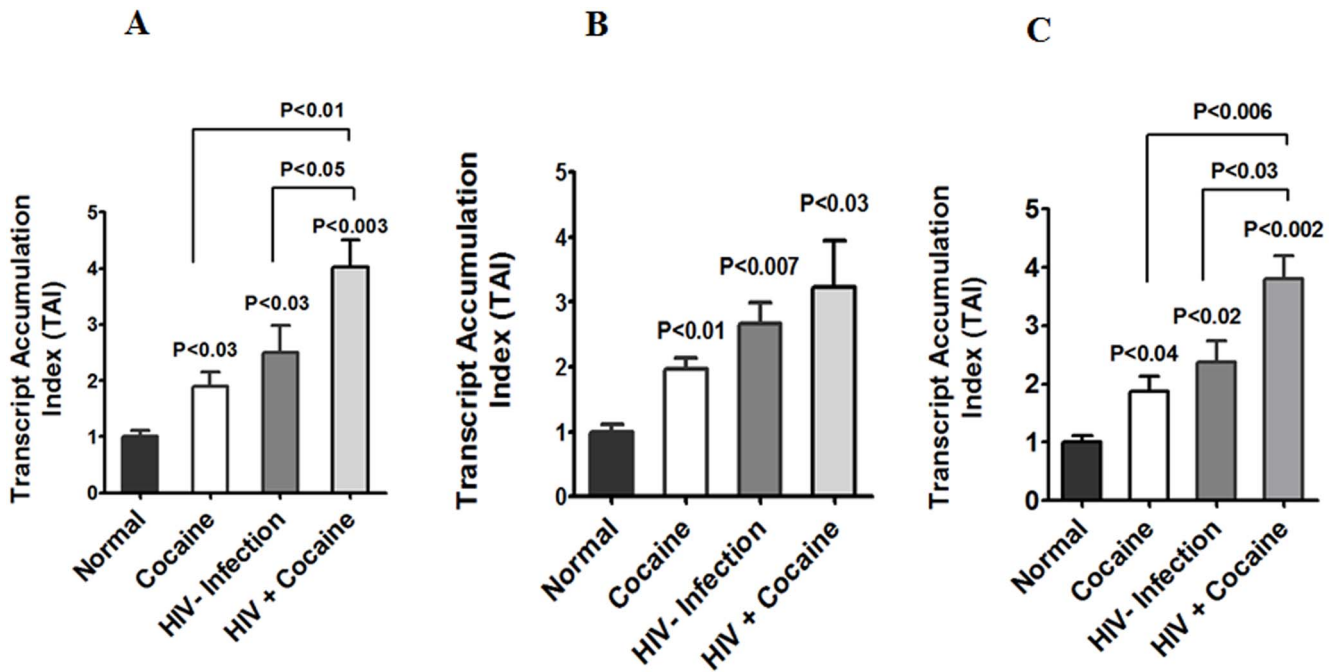 A
P<0.01
P<0.05
P<0.003
P<0.03
P<0.03
Transcript Accumulation
Index (TAI)
5
4
3
2
1
0
Normal
Cocaine
HIV- Infection
HIV + Cocaine
B
P<0.03
P<0.007
P<0.01
Transcript Accumulation
Index (TAI)
5
4
3
2
1
0
Normal
Cocaine
HIV- Infection
HIV + Cocaine
C
P<0.006
P<0.03
P<0.002
P<0.02
P<0.04
Transcript Accumulation
Index (TAI)
5
4
3
2
1
0
Normal
Cocaine
HIV- Infection
HIV + Cocaine